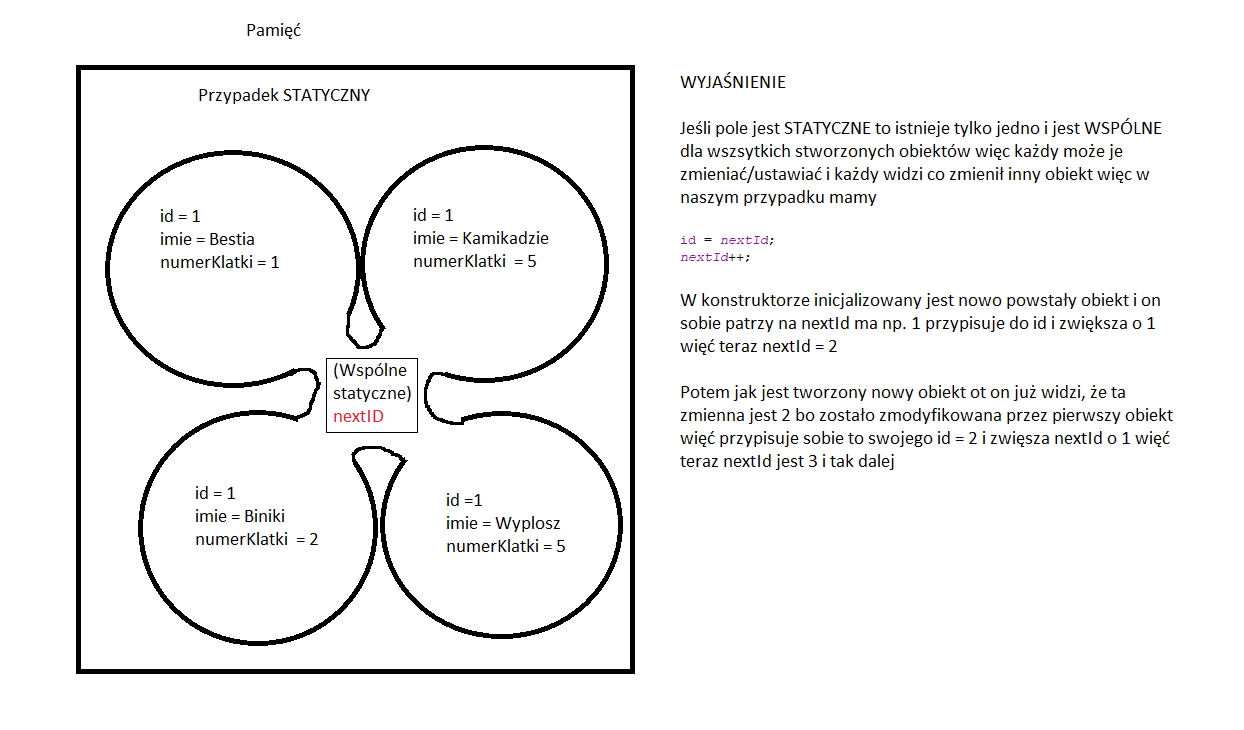 Pamięć
Przypadek STATYCZNY
id = 1
imie = Bestia
numerKlatki = 1
id = 1
imie = Kamikadzie
numerKlatki  = 5
(Wspólne
statyczne)
nextID
id = 1
imie = Biniki
numerKlatki  = 2
id =1
imie = Wyplosz
numerKlatki = 5
WYJAŚNIENIE
Jeśli pole jest STATYCZNE to istnieje tylko jedno i jest WSPÓLNE
dla wszsytkich stworzonych obiektów więc każdy może je
zmieniać/ustawiać i każdy widzi co zmienił inny obiekt więc w
naszym przypadku mamy
id = nextId;
nextId++;
W konstruktorze inicjalizowany jest nowo powstały obiekt i on
sobie patrzy na nextId ma np. 1 przypisuje do id i zwiększa o 1
więć teraz nextId = 2
Potem jak jest tworzony nowy obiekt ot on już widzi, że ta
zmienna jest 2 bo zostało zmodyfikowana przez pierwszy obiekt
więć przypisuje sobie to swojego id = 2 i zwięsza nextId o 1 więć
teraz nextId jest 3 i tak dalej